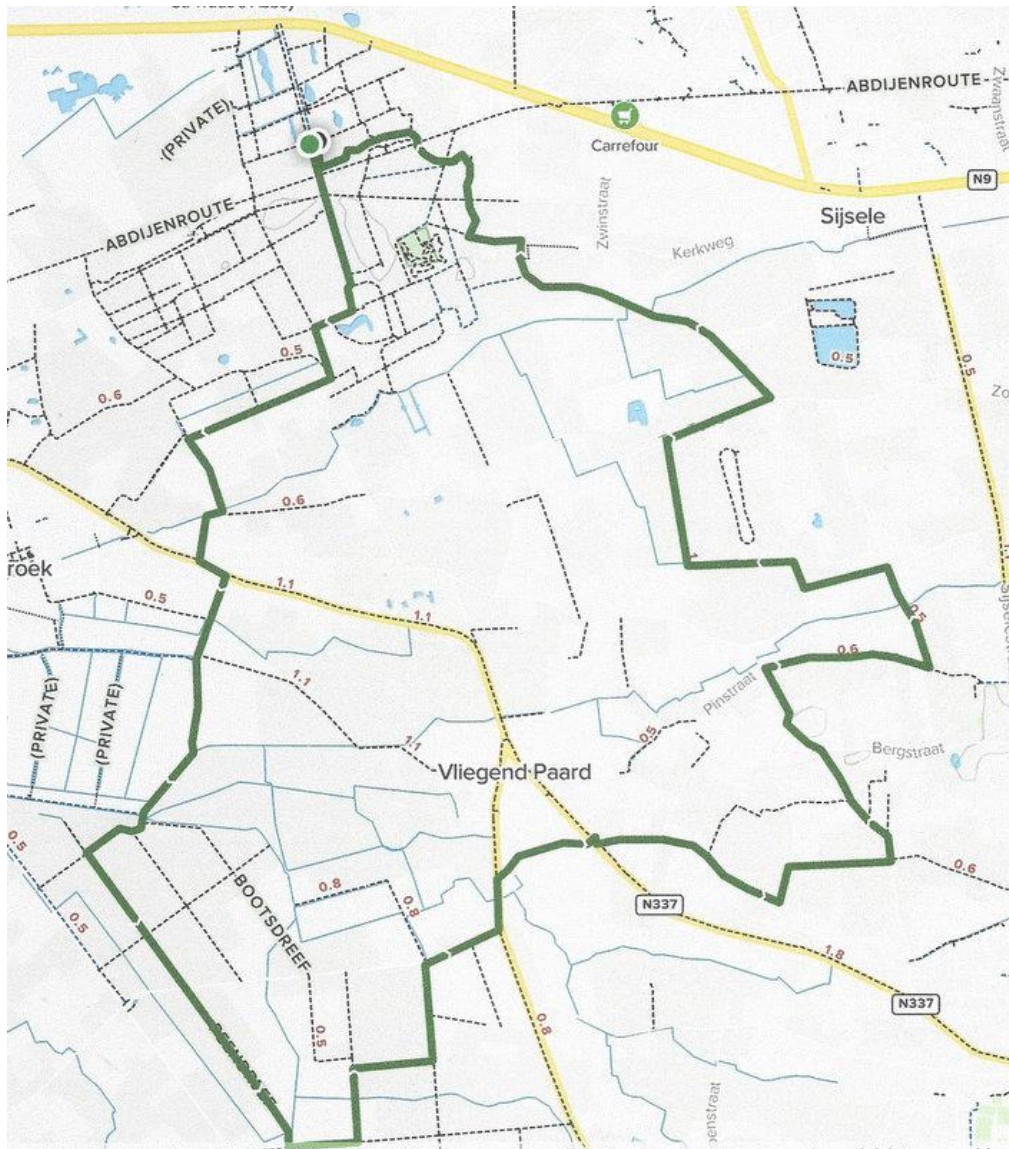 ABDIJENROUTE
Zwaanstraat
(PRIVATE)
Carrefour
N9
Zwinstraat
Sijsele
ABDIJENROUTE
Kerkweg
0.5
0.5
0.5
0.6
0.6
roek
1.1
0.5
1.1
0.5
0.6
1.1
(PRIVATE)
(PRIVATE)
Pinstraat
0.5
1.1
Bergstraat
Vliegend Paard
0.5
0.6
0.8
BOOTSDREEF
0.8
N337
0.5
1.8
N337
0.8
0.5